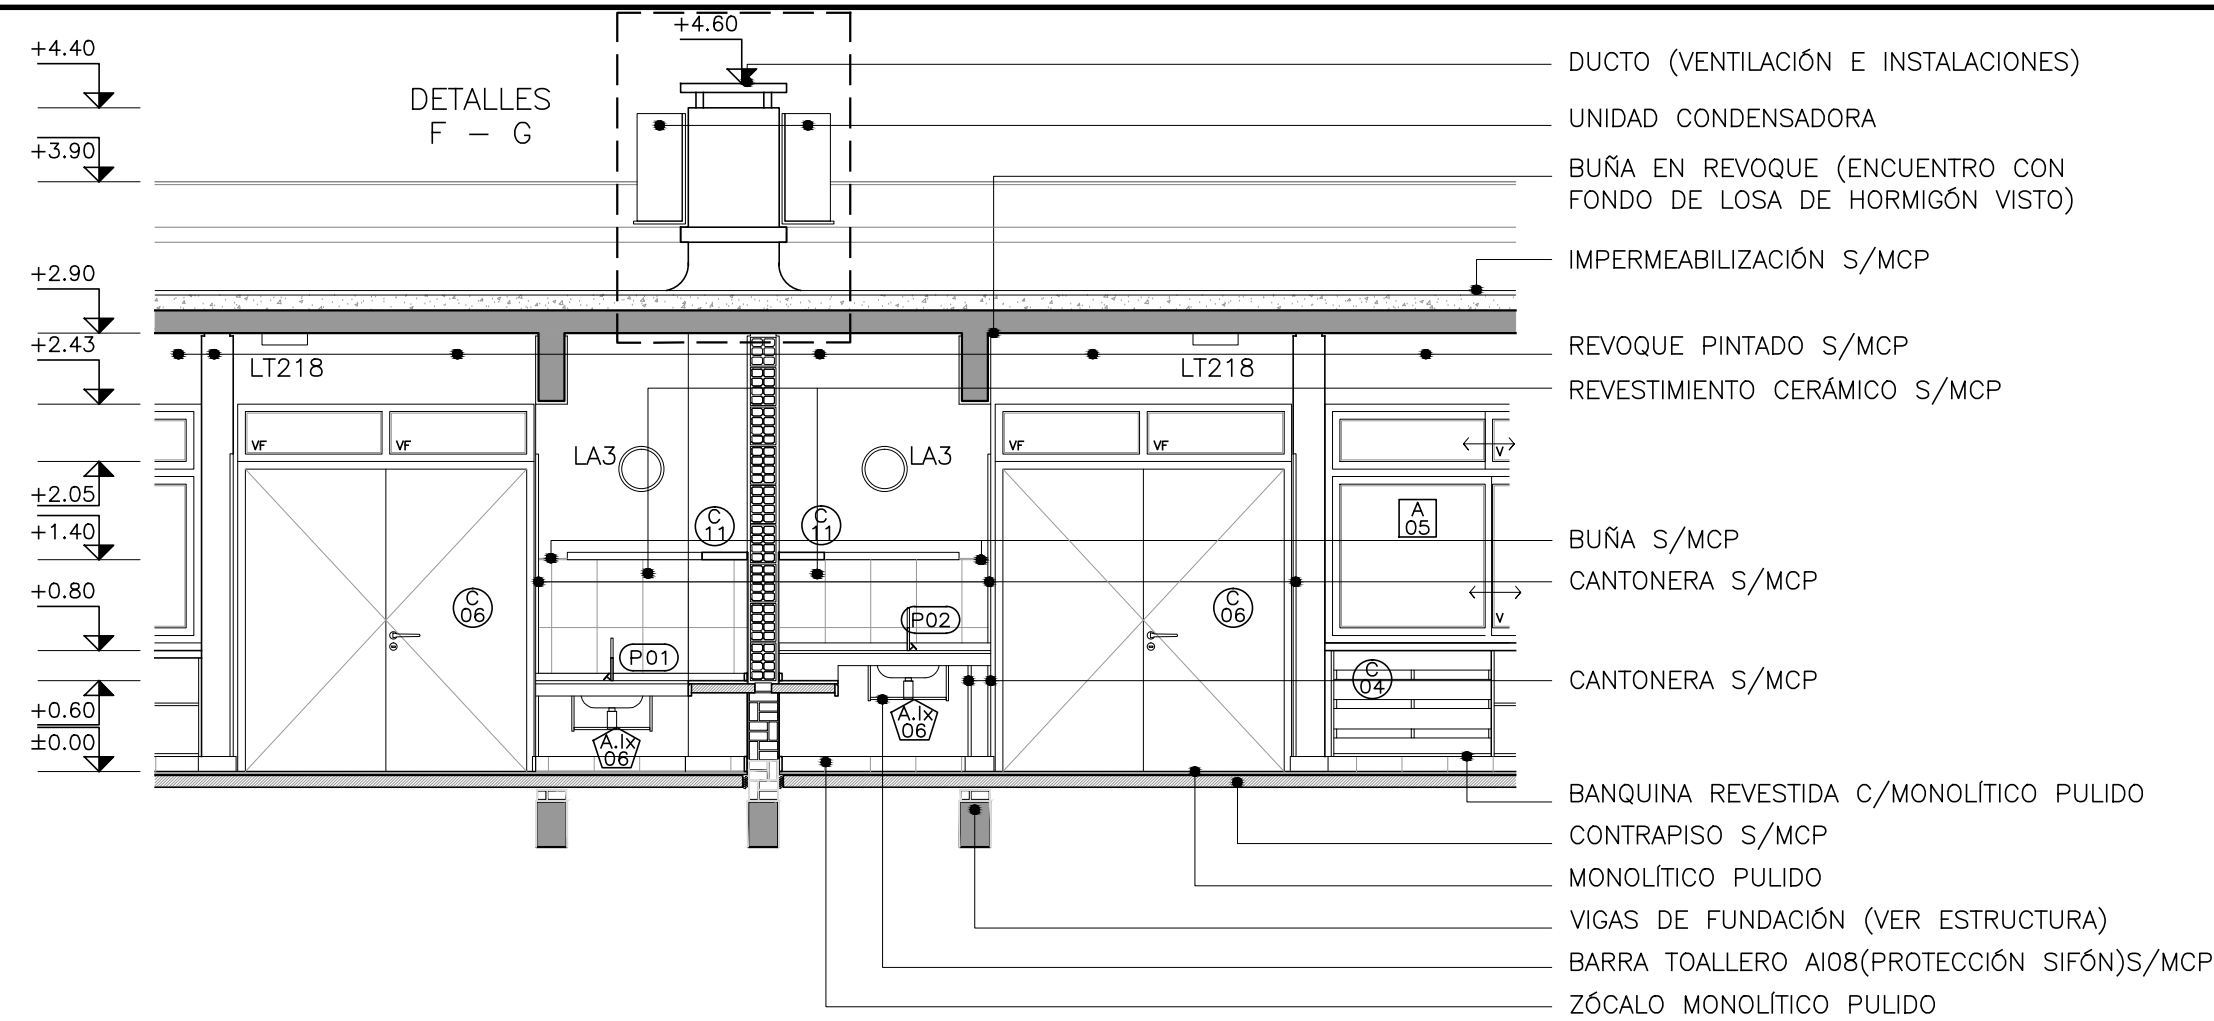 +4.60
+4.40
DUCTO (VENTILACIÓN E INSTALACIONES)
DETALLES
F – G
UNIDAD CONDENSADORA
+3.90
BUÑA EN REVOQUE (ENCUENTRO CON
FONDO DE LOSA DE HORMIGÓN VISTO)
IMPERMEABILIZACIÓN S/MCP
+2.90
+2.43
REVOQUE PINTADO S/MCP
LT218
LT218
REVESTIMIENTO CERÁMICO S/MCP
VF
VF
VF
VF
V
LA3
LA3
+2.05
+1.40
C
11
C
11
A
05
BUÑA S/MCP
CANTONERA S/MCP
+0.80
C
06
C
06
V
P01
P02
C
04
CANTONERA S/MCP
+0.60
±0.00
A.Ix
06
A.Ix
06
BANQUINA REVESTIDA C/MONOLÍTICO PULIDO
CONTRAPISO S/MCP
MONOLÍTICO PULIDO
VIGAS DE FUNDACIÓN (VER ESTRUCTURA)
BARRA TOALLERO AI08(PROTECCIÓN SIFÓN)S/MCP
ZÓCALO MONOLÍTICO PULIDO